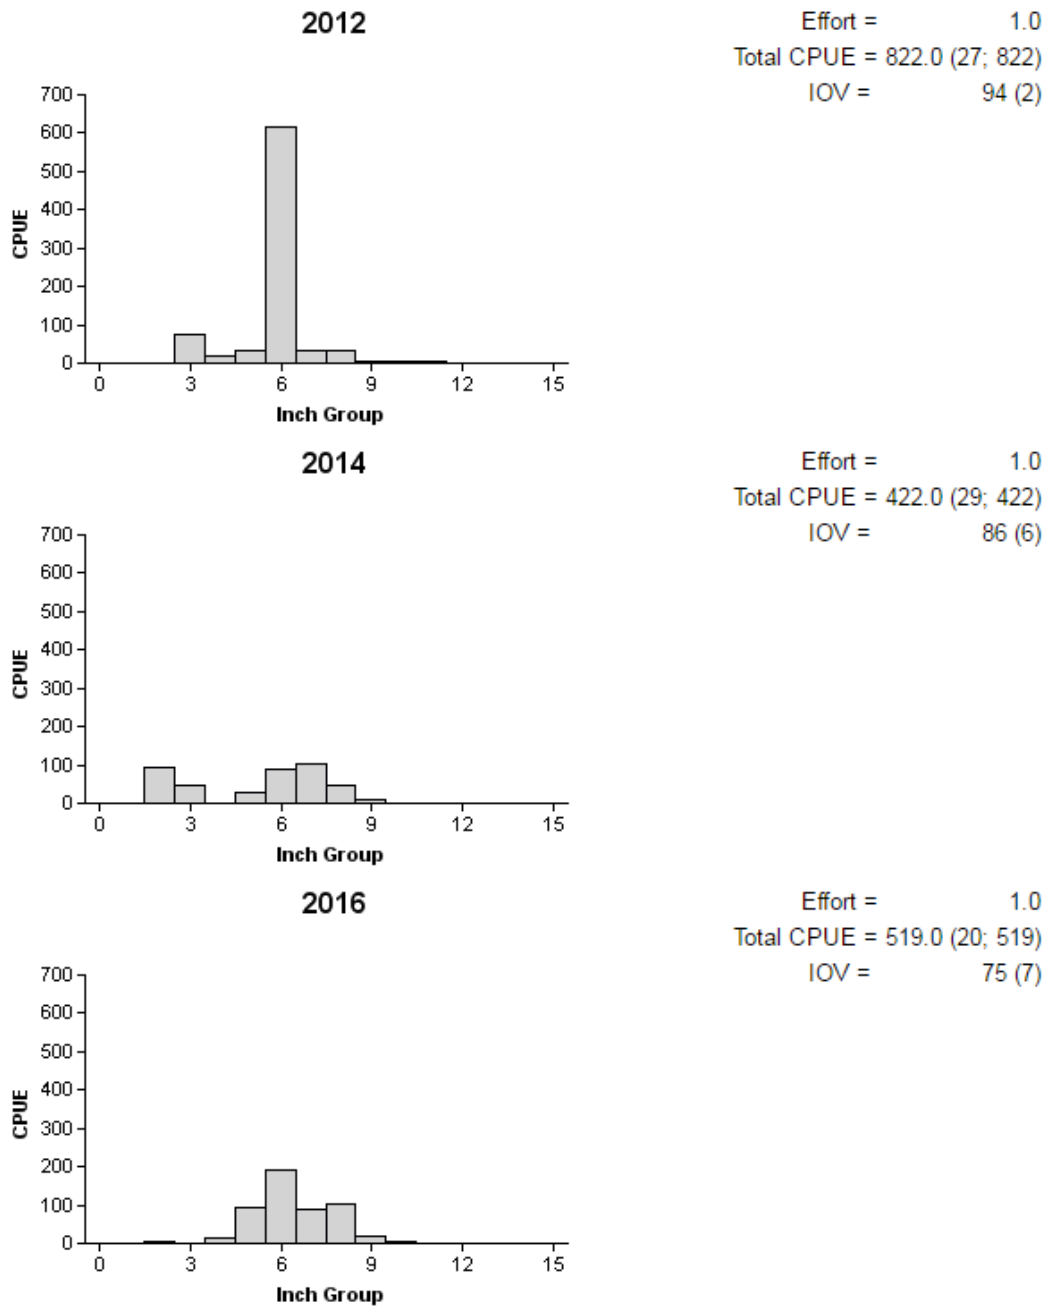 2012
Effort = 1.0
Total CPUE = 822.0 (27; 822)
IOV = 94 (2)
700
600
500
400
300
200
100
0
CPUE
0 3 6 9 12 15
Inch Group
2014
Effort = 1.0
Total CPUE = 422.0 (29; 422)
IOV = 86 (6)
700
600
500
400
300
200
100
0
CPUE
0 3 6 9 12 15
Inch Group
2016
Effort = 1.0
Total CPUE = 519.0 (20; 519)
IOV = 75 (7)
700
600
500
400
300
200
100
0
CPUE
0 3 6 9 12 15
Inch Group